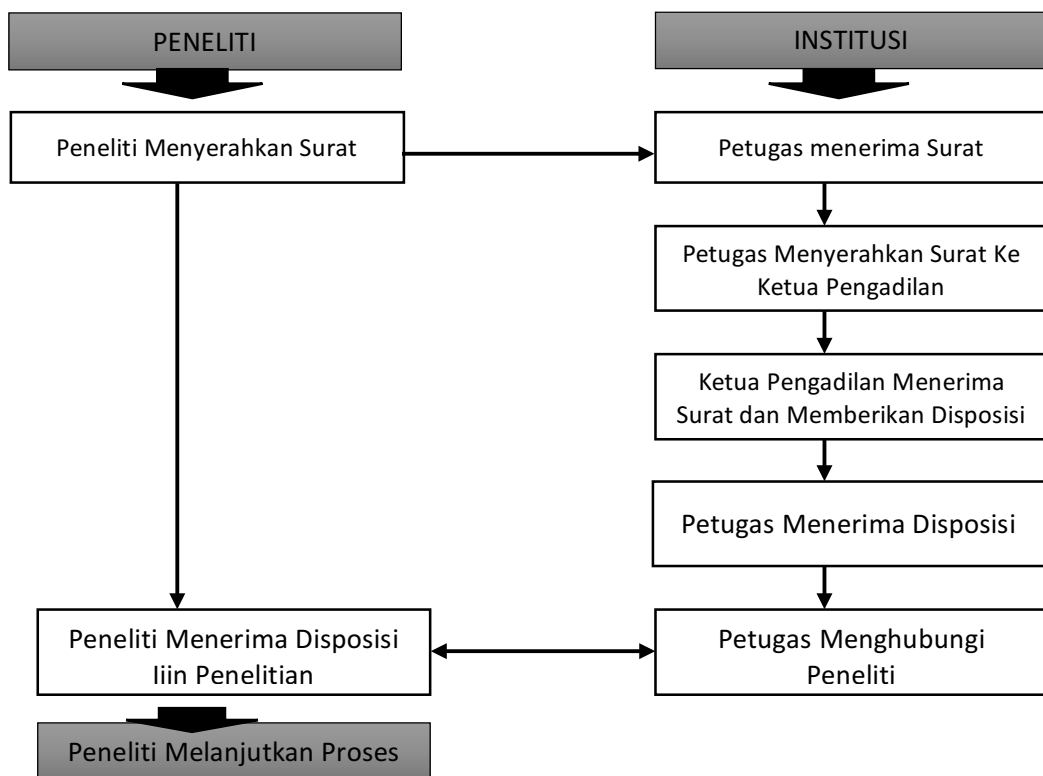 PENELITI
INSTITUSI
Peneliti Menyerahkan Surat
Petugas menerima Surat
Petugas Menyerahkan Surat Ke
Ketua Pengadilan
Ketua Pengadilan Menerima
Surat dan Memberikan Disposisi
Petugas Menerima Disposisi
Peneliti Menerima Disposisi
Iiin Penelitian
Petugas Menghubungi
Peneliti
Peneliti Melanjutkan Proses